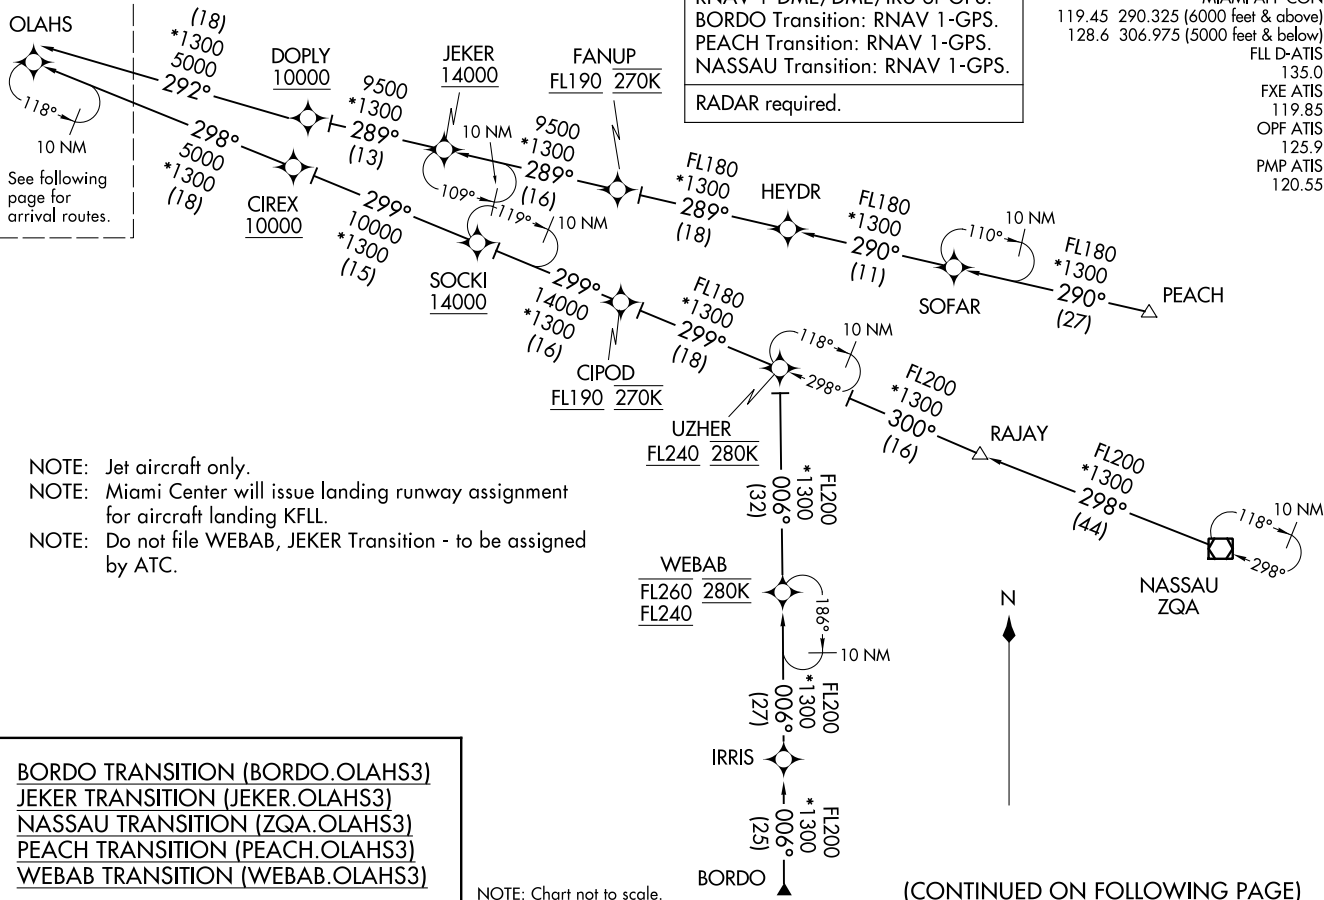 RNAV 1-DME/DME/IRU or GPS.
BORDO Transition: RNAV 1-GPS.
PEACH Transition: RNAV 1-GPS.
NASSAU Transition: RNAV 1-GPS.
RADAR required.
MIAMI APP CON
119.45 290.325 (6000 feet & above)
128.6 306.975 (5000 feet & below)
FLL D-ATIS
135.0
FXE ATIS
119.85
OPF ATIS
125.9
PMP ATIS
120.55
OLAHS
118°
10 NM
See following
page for
arrival routes.
(18)
*1300
5000
292°
DOPLY
10000
9500
*1300
289°
(13)
JEKER
14000
10 NM
109°
9500
*1300
289°
(16)
FANUP
FL190 270K
FL180
*1300
289°
(18)
HEYDR
FL180
*1300
290°
(11)
SOFAR
110°
10 NM
FL180
*1300
290°
(27)
PEACH
298°
5000
*1300
(18)
CIREX
10000
299°
10000
*1300
(15)
SOCKI
14000
119°
10 NM
299°
14000
*1300
(16)
CIPOD
FL190 270K
FL180
*1300
299°
(18)
UZHER
FL240 280K
118°
10 NM
298°
FL200
*1300
300°
(16)
RAJAY
FL200
*1300
298°
(44)
118°
10 NM
298°
NASSAU
ZQA
FL200
*1300
006°
(32)
WEBAB
FL260 280K
FL240
186°
10 NM
FL200
*1300
006°
(27)
IRRIS
FL200
*1300
006°
(25)
BORDO
N
NOTE: Jet aircraft only.
NOTE: Miami Center will issue landing runway assignment
for aircraft landing KFLL.
NOTE: Do not file WEBAB, JEKER Transition - to be assigned
by ATC.
BORDO TRANSITION (BORDO.OLAHS3)
JEKER TRANSITION (JEKER.OLAHS3)
NASSAU TRANSITION (ZQA.OLAHS3)
PEACH TRANSITION (PEACH.OLAHS3)
WEBAB TRANSITION (WEBAB.OLAHS3)
NOTE: Chart not to scale.
(CONTINUED ON FOLLOWING PAGE)